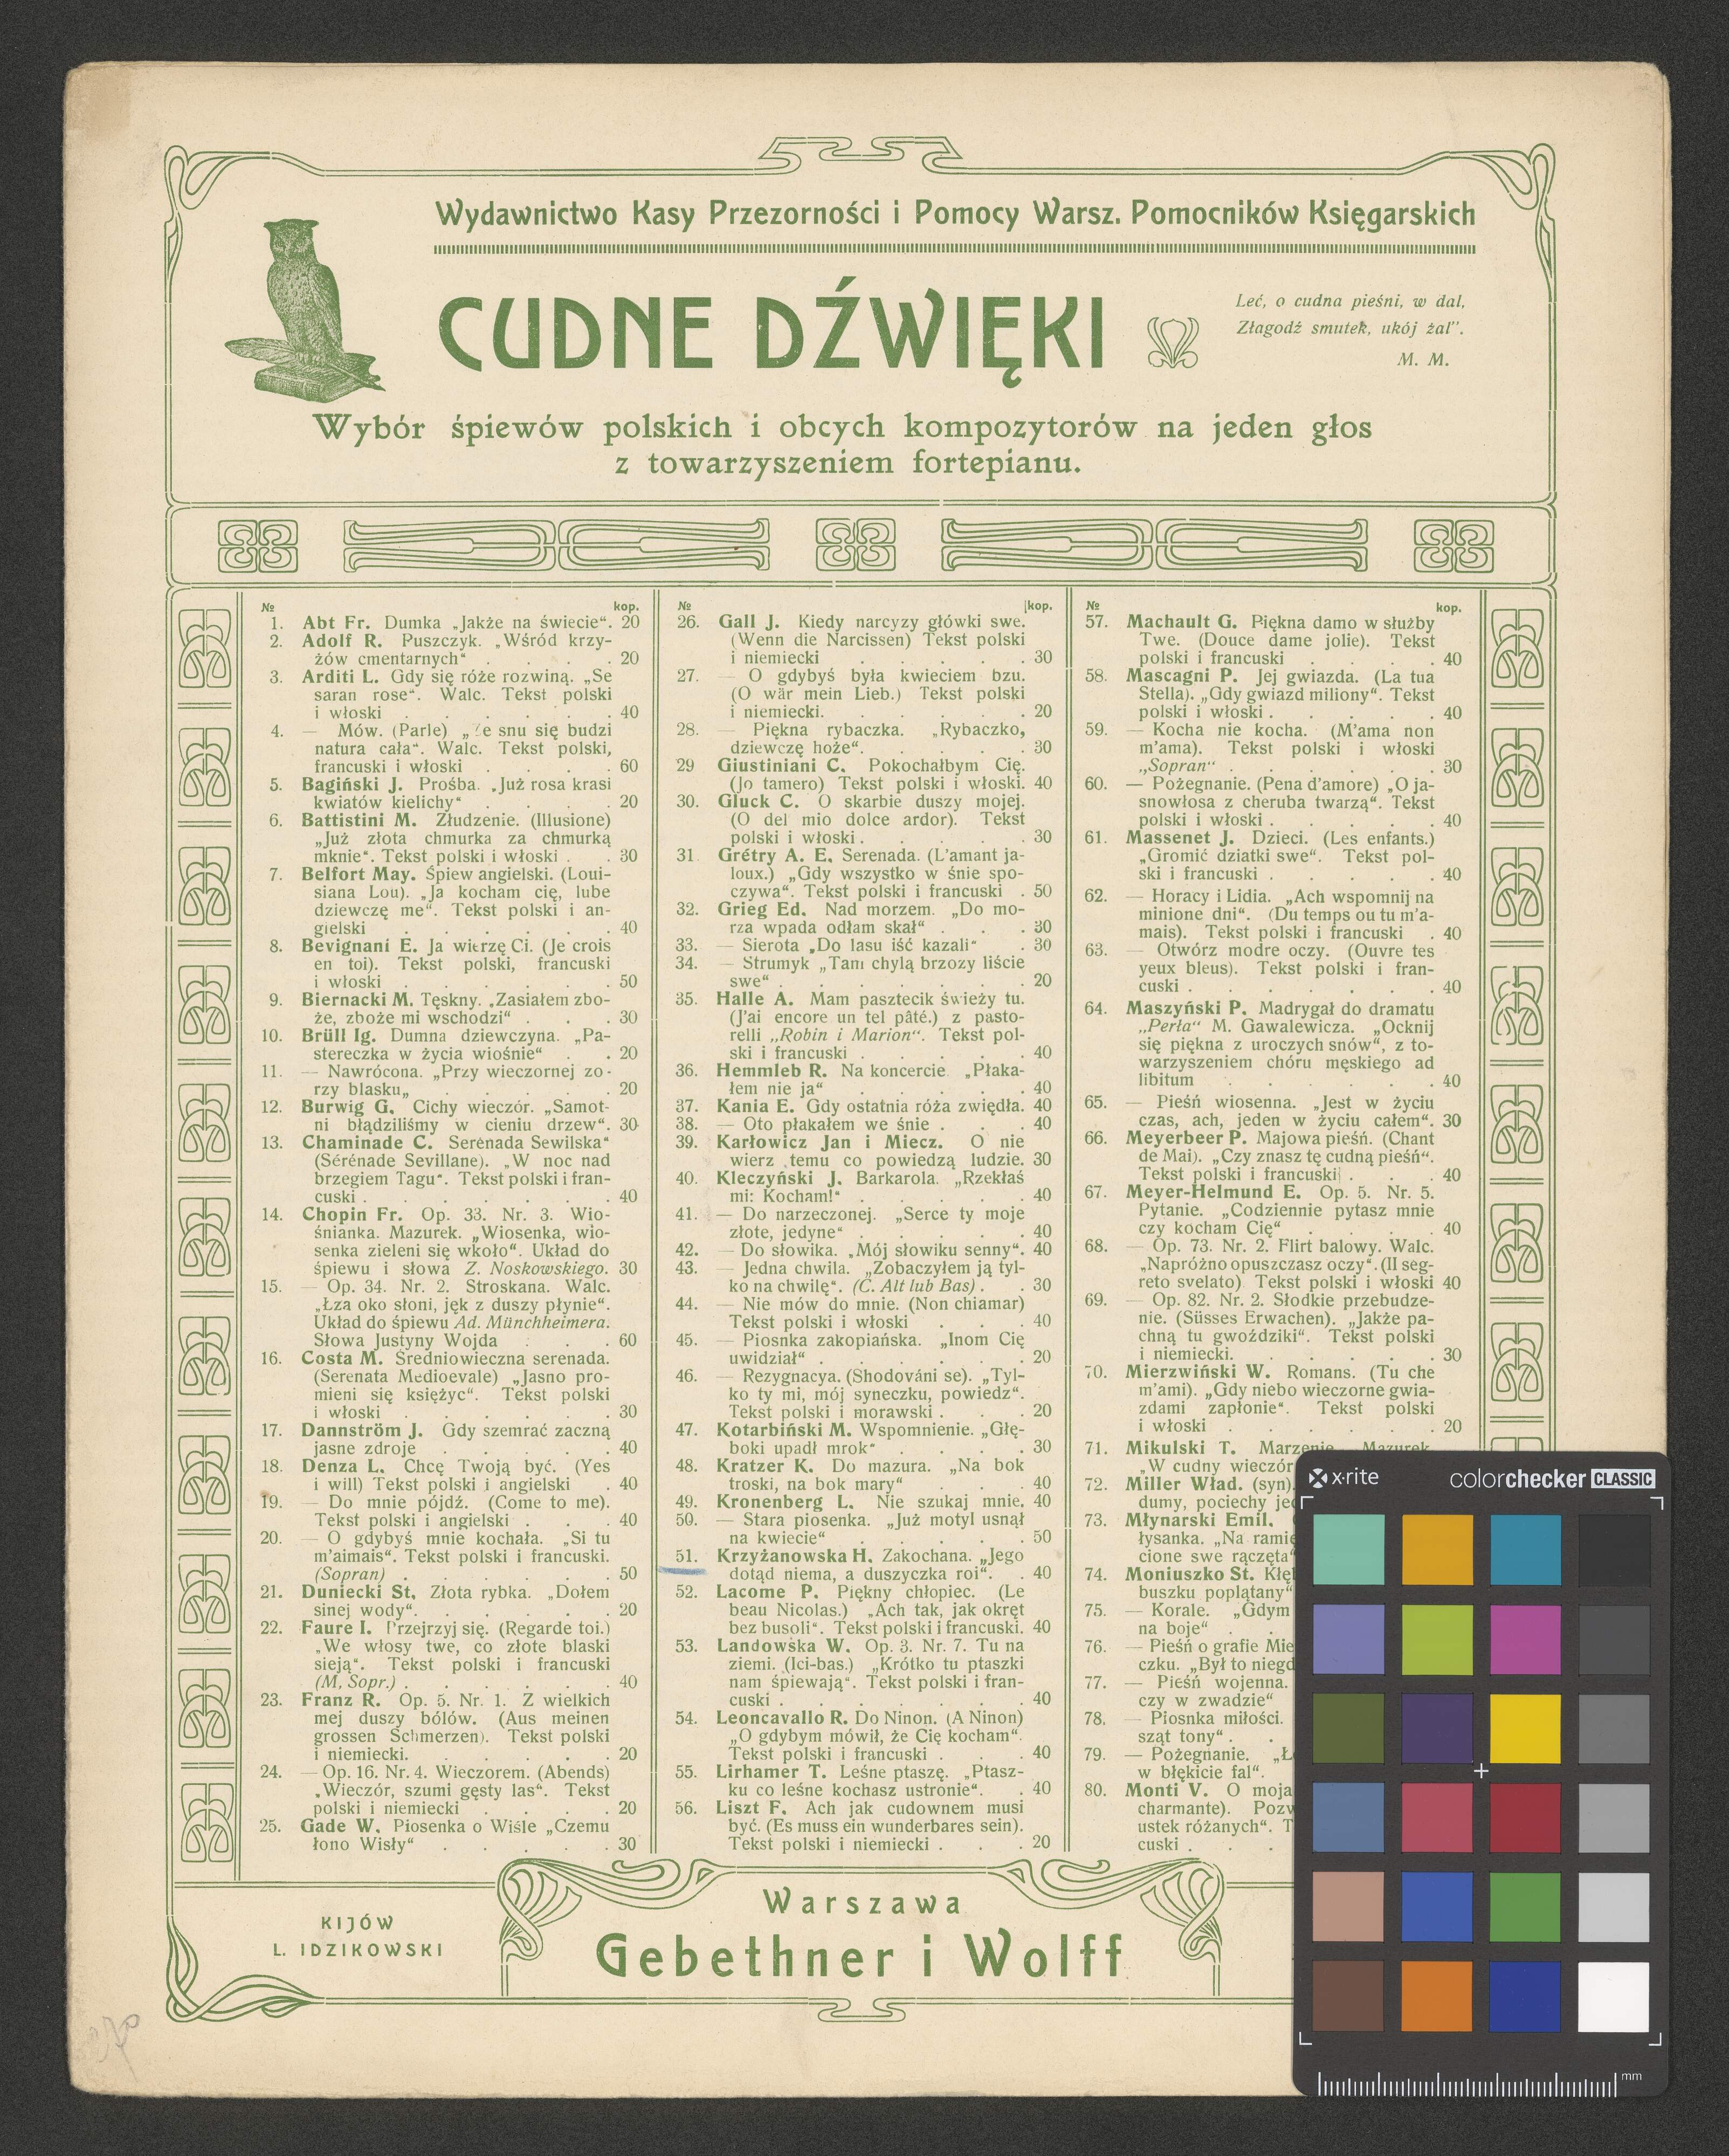 Wydawnictwo Kasy Przezorności i Pomocy Warsz. Pomocników Księgarskich
CUDNE DŹWIĘKI
Leć, o cudna pieśni, w dal,
Złagodź smutek, ukój żal".
M. M.
Wybór śpiewów polskich i obcych kompozytorów na jeden głos
z towarzyszeniem fortepianu.
№ kop.
1. Abt Fr. Dumka „Jakże na świecie“. 20
2. Adolf R. Puszczyk. „Wśród krzy-
żów cmentarnych“ . . . . 20
3. Arditi L. Gdy się róże rozwiną. „Se
saran rose“. Walc. Tekst polski
i włoski . . . . . . 40
4. — Mów. (Parle) „Ze snu się budzi
natura cała“. Walc. Tekst polski,
francuski i włoski . . . . 60
5. Bagiński J. Prośba. „Już rosa krasi
kwiatów kielichy“ . . . . 20
6. Battistini M. Złudzenie. (Illusione)
„Już złota chmurka za chmurką
mknie“. Tekst polski i włoski . . 30
7. Belfort May. Śpiew angielski. (Loui-
siana Lou). „Ja kocham cię, lube
dziewczę me“. Tekst polski i an-
gielski . . . . . . 40
8. Bevignani E. Ja wierzę Ci. (Je crois
en toi). Tekst polski, francuski
i włoski . . . . . . 50
9. Biernacki M. Tęskny. „Zasiałem zbo-
że, zboże mi wschodzi“ . . . 30
10. Brüll Ig. Dumna dziewczyna. „Pa-
stereczka w życia wiośnie“ . . 20
11. — Nawrócona. „Przy wieczornej zo-
rzy blasku„ . . . . . 20
12. Burwig G. Cichy wieczór. „Samot-
ni błądziliśmy w cieniu drzew“. 30
13. Chaminade C. Serenada Sewilska“
(Sérénade Sevillane). „W noc nad
brzegiem Tagu“. Tekst polski i fran-
cuski . . . . . . . 40
14. Chopin Fr. Op. 33. Nr. 3. Wio-
śnianka. Mazurek. „Wiosenka, wio-
senka zieleni się wkoło“. Układ do
śpiewu i słowa Z. Noskowskiego. 30
15. — Op. 34. Nr. 2. Stroskana. Walc.
„Łza oko słoni, jęk z duszy płynie“.
Układ do śpiewu Ad. Münchheimera.
Słowa Justyny Wojda . . . 60
16. Costa M. Średniowieczna serenada.
(Serenata Medioevale) „Jasno pro-
mieni się księżyc“. Tekst polski
i włoski . . . . . . 30
17. Dannström J. Gdy szemrać zaczną
jasne zdroje . . . . . 40
18. Denza L. Chcę Twoją być. (Yes
i will) Tekst polski i angielski . 40
19. — Do mnie pójdź. (Come to me).
Tekst polski i angielski . . . 40
20. — O gdybyś mnie kochała. „Si tu
m'aimais“. Tekst polski i francuski.
(Sopran) . . . . . . 50
21. Duniecki St. Złota rybka. „Dołem
sinej wody“. . . . . . 20
22. Faure I. Przejrzyj się. (Regarde toi.)
„We włosy twe, co złote blaski
sieją“. Tekst polski i francuski
(M. Sopr.) . . . . . . 40
23. Franz R. Op. 5. Nr. 1. Z wielkich
mej duszy bólów. (Aus meinen
grossen Schmerzen). Tekst polski
i niemiecki. . . . . . 20
24. — Op. 16. Nr. 4. Wieczorem. (Abends)
„Wieczór, szumi gęsty las“. Tekst
polski i niemiecki . . . . 20
25. Gade W. Piosenka o Wiśle „Czemu
łono Wisły“ . . . . . 30
№ kop.
26. Gall J. Kiedy narcyzy główki swe.
(Wenn die Narcissen) Tekst polski
i niemiecki . . . . . 30
27. — O gdybyś była kwieciem bzu.
(O wär mein Lieb.) Tekst polski
i niemiecki. . . . . . 20
28. — Piękna rybaczka. „Rybaczko,
dziewczę hoże“. . . . . 30
29 Giustiniani C. Pokochałbym Cię.
(Jo tamero) Tekst polski i włoski. 40
30. Gluck C. O skarbie duszy mojej.
(O del mio dolce ardor). Tekst
polski i włoski . . . . . 30
31. Grétry A. E. Serenada. (L'amant ja-
loux.) „Gdy wszystko w śnie spo-
czywa“. Tekst polski i francuski . 50
32. Grieg Ed. Nad morzem. „Do mo-
rza wpada odłam skał“ . . . 30
33. — Sierota „Do lasu iść kazali“ . 30
34. — Strumyk „Tam chylą brzozy liście
swe“ . . . . . . . 20
35. Halle A. Mam pasztecik świeży tu.
(J'ai encore un tel pâté.) z pasto-
relli „Robin i Marion“. Tekst pol-
ski i francuski . . . . . 40
36. Hemmleb R. Na koncercie „Płaka-
łem nie ja“ . . . . . 40
37. Kania E. Gdy ostatnia róża zwiędła. 40
38. — Oto płakałem we śnie . . . 40
39. Karłowicz Jan i Miecz. O nie
wierz temu co powiedzą ludzie. 30
40. Kleczyński J. Barkarola. „Rzekłaś
mi: Kocham!“ . . . . . 40
41. — Do narzeczonej. „Serce ty moje
złote, jedyne“ . . . . . 40
42. — Do słowika. „Mój słowiku senny“. 40
43. — Jedna chwila. „Zobaczyłem ją tyl-
ko na chwilę“. (C. Alt lub Bas) . . 30
44. — Nie mów do mnie. (Non chiamar)
Tekst polski i włoski . . . 40
45. — Piosnka zakopiańska. „Inom Cię
uwidział“ . . . . . . 20
46. — Rezygnacya. (Shodováni se). „Tyl-
ko ty mi, mój syneczku, powiedz“.
Tekst polski i morawski . . . 20
47. Kotarbiński M. Wspomnienie. „Głę-
boki upadł mrok“ . . . . 30
48. Kratzer K. Do mazura. „Na bok
troski, na bok mary“ . . . 40
49. Kronenberg L. Nie szukaj mnie. 40
50. — Stara piosenka. „Już motyl usnął
na kwiecie“ . . . . . 50
51. Krzyżanowska H. Zakochana. „Jego
dotąd niema, a duszyczka roi“. . 40
52. Lacome P. Piękny chłopiec. (Le
beau Nicolas.) „Ach tak, jak okręt
bez busoli“. Tekst polski i francuski. 40
53. Landowska W. Op. 3. Nr. 7. Tu na
ziemi. (Ici-bas.) „Krótko tu ptaszki
nam śpiewają“. Tekst polski i fran-
cuski . . . . . . . 40
54. Leoncavallo R. Do Ninon. (A Ninon)
„O gdybym mówił, że Cię kocham“.
Tekst polski i francuski . . . 40
55. Lirhamer T. Leśne ptaszę. „Ptasz-
ku co leśne kochasz ustronie“. . 40
56. Liszt F. Ach jak cudownem musi
być. (Es muss ein wunderbares sein).
Tekst polski i niemiecki . . . 20
№ kop.
57. Machault G. Piękna damo w służby
Twe. (Douce dame jolie). Tekst
polski i francuski . . . . 40
58. Mascagni P. Jej gwiazda. (La tua
Stella). „Gdy gwiazd miliony“. Tekst
polski i włoski . . . . . 40
59. — Kocha nie kocha. (M'ama non
m'ama). Tekst polski i włoski
„Sopran“ . . . . . . 30
60. — Pożegnanie. (Pena d'amore) „O ja-
snowłosa z cheruba twarzą“. Tekst
polski i włoski . . . . . 40
61. Massenet J. Dzieci. (Les enfants.)
„Gromić dziatki swe“. Tekst pol-
ski i francuski . . . . . 40
62. — Horacy i Lidia. „Ach wspomnij na
minione dni“. (Du temps ou tu m'a-
mais). Tekst polski i francuski . 40
63. — Otwórz modre oczy. (Ouvre tes
yeux bleus). Tekst polski i fran-
cuski . . . . . . . 40
64. Maszyński P. Madrygał do dramatu
„Perła“ M. Gawalewicza. „Ocknij
się piękna z uroczych snów“, z to-
warzyszeniem chóru męskiego ad
libitum . . . . . . 40
65. — Pieśń wiosenna. „Jest w życiu
czas, ach, jeden w życiu całem“. 30
66. Meyerbeer P. Majowa pieśń. (Chant
de Mai). „Czy znasz tę cudną pieśń“.
Tekst polski i francuski . . . 40
67. Meyer-Helmund E. Op. 5. Nr. 5.
Pytanie. „Codziennie pytasz mnie
czy kocham Cię“ . . . . 40
68. — Op. 73. Nr. 2. Flirt balowy. Walc.
„Napróżno opuszczasz oczy“. (Il seg-
reto svelato) Tekst polski i włoski 40
69. — Op. 82. Nr. 2. Słodkie przebudze-
nie. (Süsses Erwachen). „Jakże pa-
chną tu gwoździki“. Tekst polski
i niemiecki. . . . . . 30
70. Mierzwiński W. Romans. (Tu che
m'ami). „Gdy niebo wieczorne gwia-
zdami zapłonie“. Tekst polski
i włoski . . . . . . 20
71. Mikulski T. Marzenie. Mazurek.
„W cudny wieczór
72. Miller Wład. (syn).
dumy, pociechy
73. Młynarski Emil.
łysanka. „Na ramię
cione swe rączęta“
74. Moniuszko St.
buszku poplątany“
75. — Korale. „Gdym
na boje“ .
76. — Pieśń o grafie
czku. „Był to
77. — Pieśń wojenna.
czy w zwadzie“
78. — Piosnka miłości.
sząt tony“ . .
79. — Pożegnanie.
w błękicie fal“.
80. Monti V. O moja
charmante).
ustek różanych“.
cuski . . .
KIJÓW
L. IDZIKOWSKI
Warszawa
Gebethner i Wolff
x·rite colorchecker CLASSIC
mm